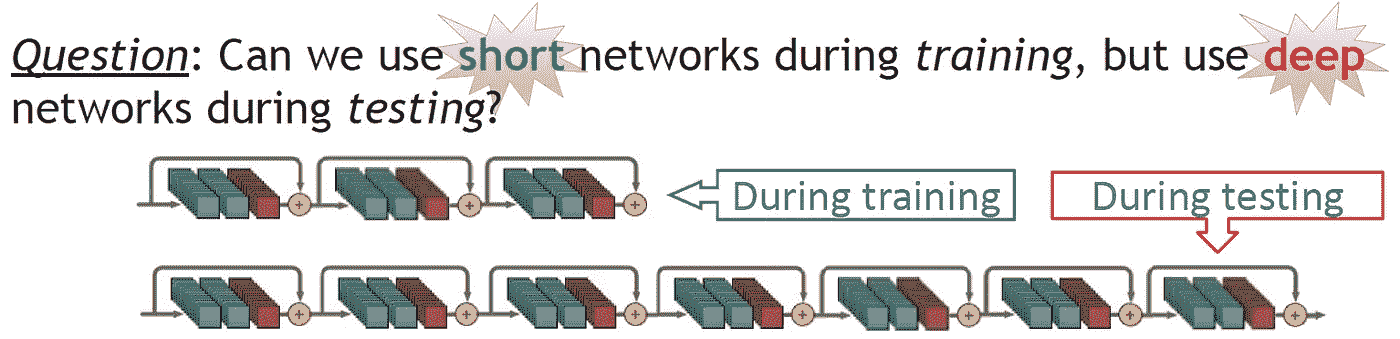 Question: Can we use short networks during training, but use deep
networks during testing?
During training
During testing